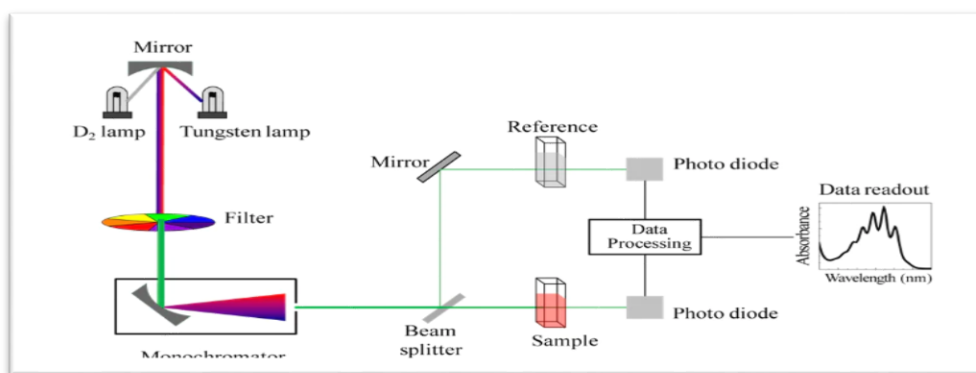 Mirror
D₂ lamp
Tungsten lamp
Filter
Monochromator
Mirror
Beam
splitter
Reference
Sample
Photo diode
Data
Processing
Photo diode
Data readout
Absorbance
Wavelength (nm)